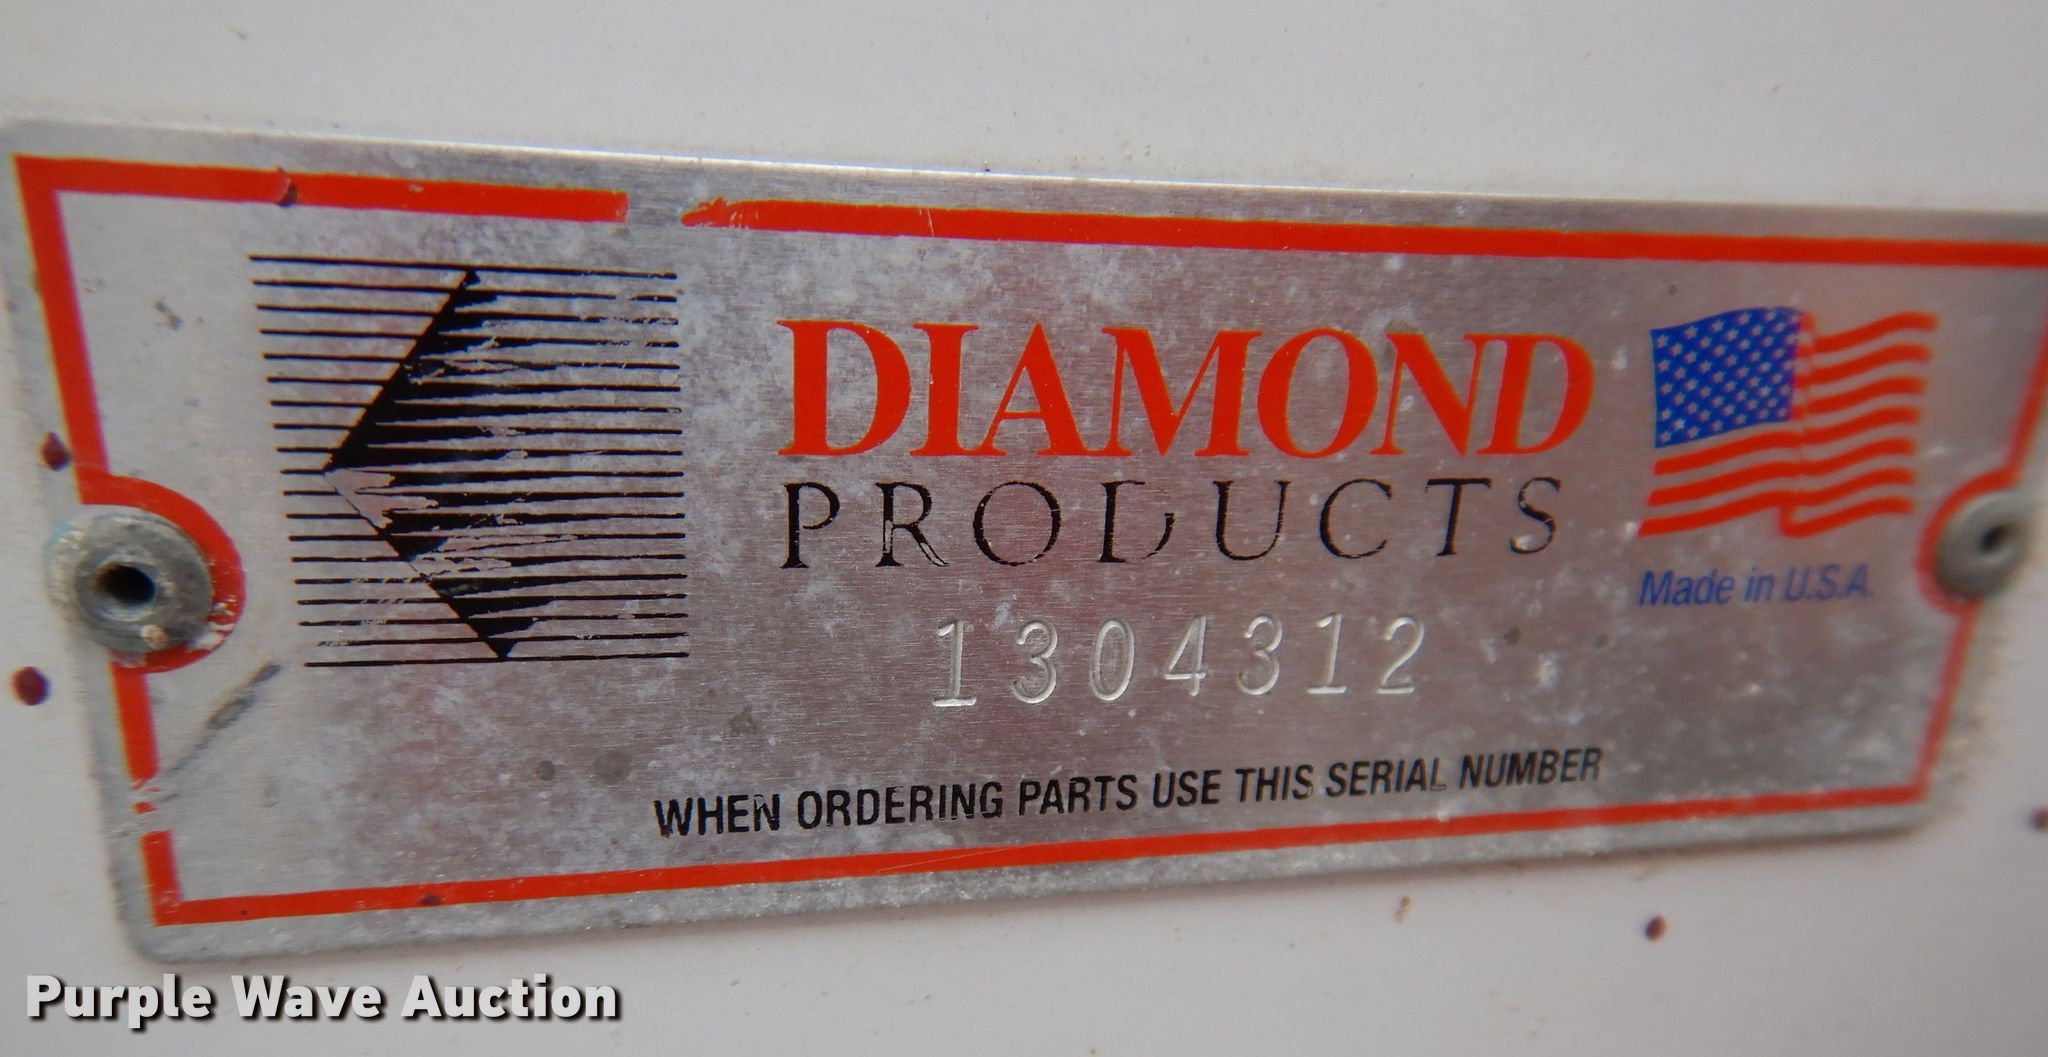 DIAMOND
PRODUCTS
Made in U.S.A.
1304312
WHEN ORDERING PARTS USE THIS SERIAL NUMBER
Purple Wave Auction